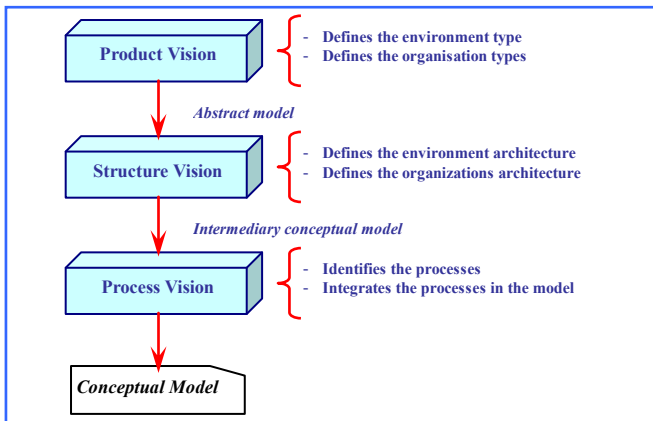 Product Vision
- Defines the environment type
- Defines the organisation types
Abstract model
Structure Vision
- Defines the environment architecture
- Defines the organizations architecture
Intermediary conceptual model
Process Vision
- Identifies the processes
- Integrates the processes in the model
Conceptual Model